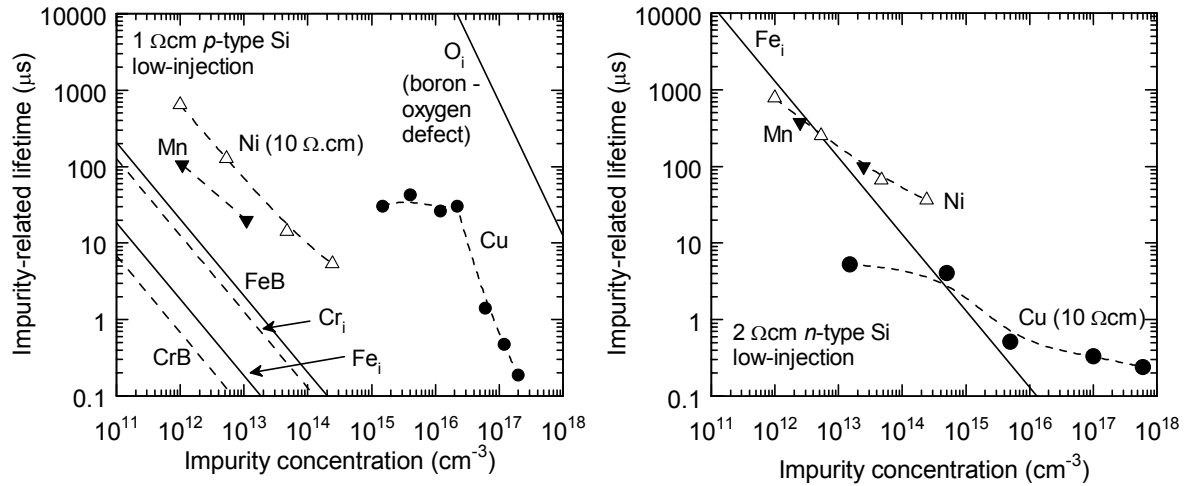 10000
1000
100
10
1
0.1
Impurity-related lifetime (μs)
1 Ωcm p-type Si
low-injection
O_i
(boron -
oxygen
defect)
Ni (10 Ω.cm)
Mn
Cu
FeB
Cr_i
CrB
Fe_i
10^11 10^12 10^13 10^14 10^15 10^16 10^17 10^18
Impurity concentration (cm^-3)
10000
1000
100
10
1
0.1
Impurity-related lifetime (μs)
Fe_i
Mn
Ni
Cu (10 Ωcm)
2 Ωcm n-type Si
low-injection
10^11 10^12 10^13 10^14 10^15 10^16 10^17 10^18
Impurity concentration (cm^-3)